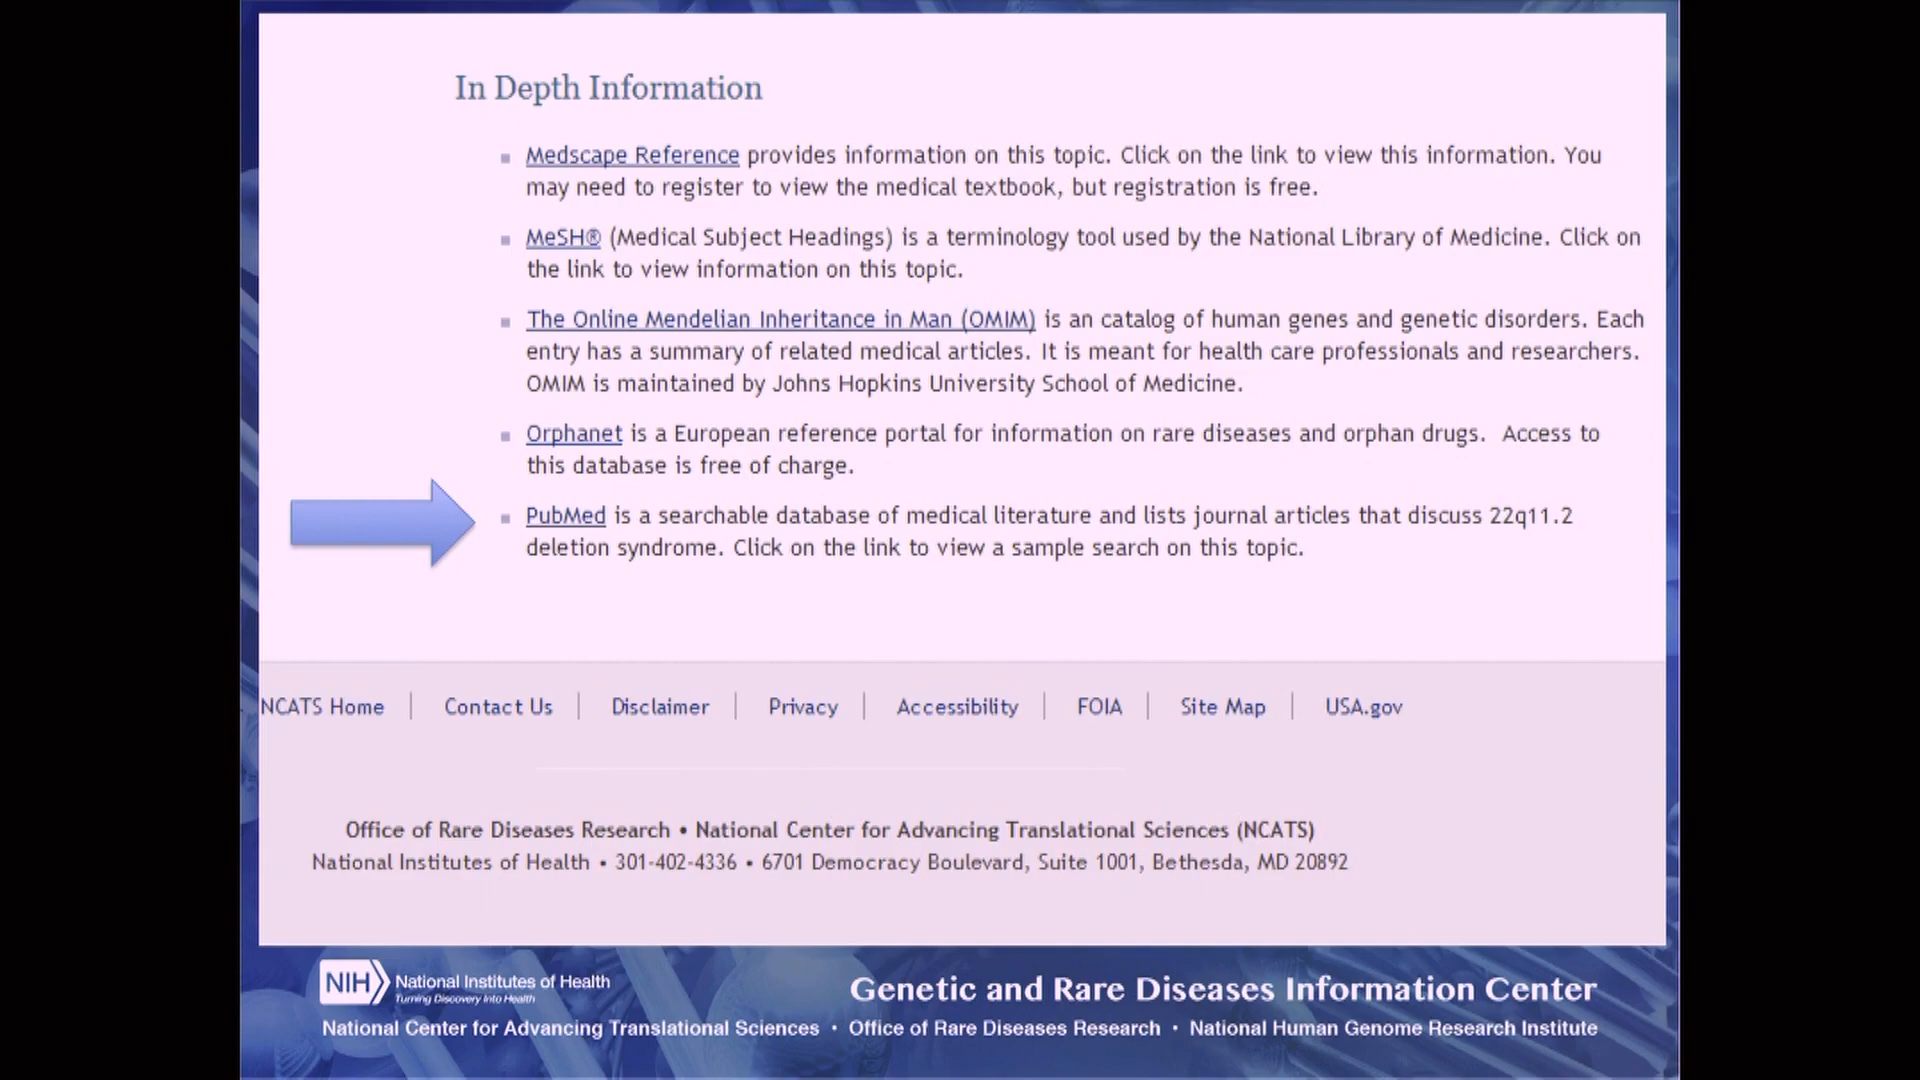 In Depth Information
Medscape Reference provides information on this topic. Click on the link to view this information. You
may need to register to view the medical textbook, but registration is free.
MeSH® (Medical Subject Headings) is a terminology tool used by the National Library of Medicine. Click on
the link to view information on this topic.
The Online Mendelian Inheritance in Man (OMIM) is an catalog of human genes and genetic disorders. Each
entry has a summary of related medical articles. It is meant for health care professionals and researchers.
OMIM is maintained by Johns Hopkins University School of Medicine.
Orphanet is a European reference portal for information on rare diseases and orphan drugs. Access to
this database is free of charge.
PubMed is a searchable database of medical literature and lists journal articles that discuss 22q11.2
deletion syndrome. Click on the link to view a sample search on this topic.
NCATS Home | Contact Us | Disclaimer | Privacy | Accessibility | FOIA | Site Map | USA.gov
Office of Rare Diseases Research • National Center for Advancing Translational Sciences (NCATS)
National Institutes of Health • 301-402-4336 • 6701 Democracy Boulevard, Suite 1001, Bethesda, MD 20892
NIH National Institutes of Health
Turning Discovery Into Health
Genetic and Rare Diseases Information Center
National Center for Advancing Translational Sciences • Office of Rare Diseases Research • National Human Genome Research Institute